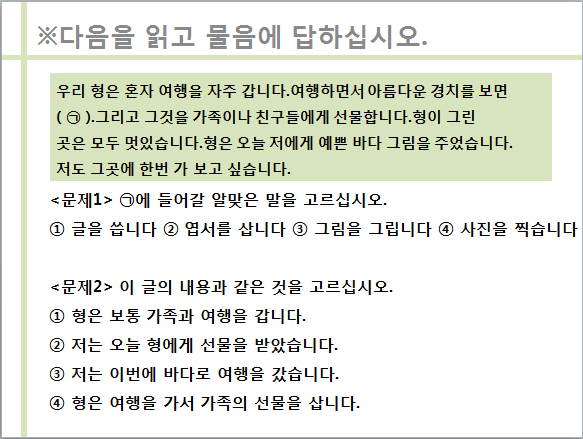 ※다음을 읽고 물음에 답하십시오.
우리 형은 혼자 여행을 자주 갑니다.여행하면서 아름다운 경치를 보면
( ㉠ ).그리고 그것을 가족이나 친구들에게 선물합니다.형이 그린
곳은 모두 멋있습니다.형은 오늘 저에게 예쁜 바다 그림을 주었습니다.
저도 그곳에 한번 가 보고 싶습니다.
<문제1> ㉠에 들어갈 알맞은 말을 고르십시오.
① 글을 씁니다 ② 엽서를 삽니다 ③ 그림을 그립니다 ④ 사진을 찍습니다
<문제2> 이 글의 내용과 같은 것을 고르십시오.
① 형은 보통 가족과 여행을 갑니다.
② 저는 오늘 형에게 선물을 받았습니다.
③ 저는 이번에 바다로 여행을 갔습니다.
④ 형은 여행을 가서 가족의 선물을 삽니다.